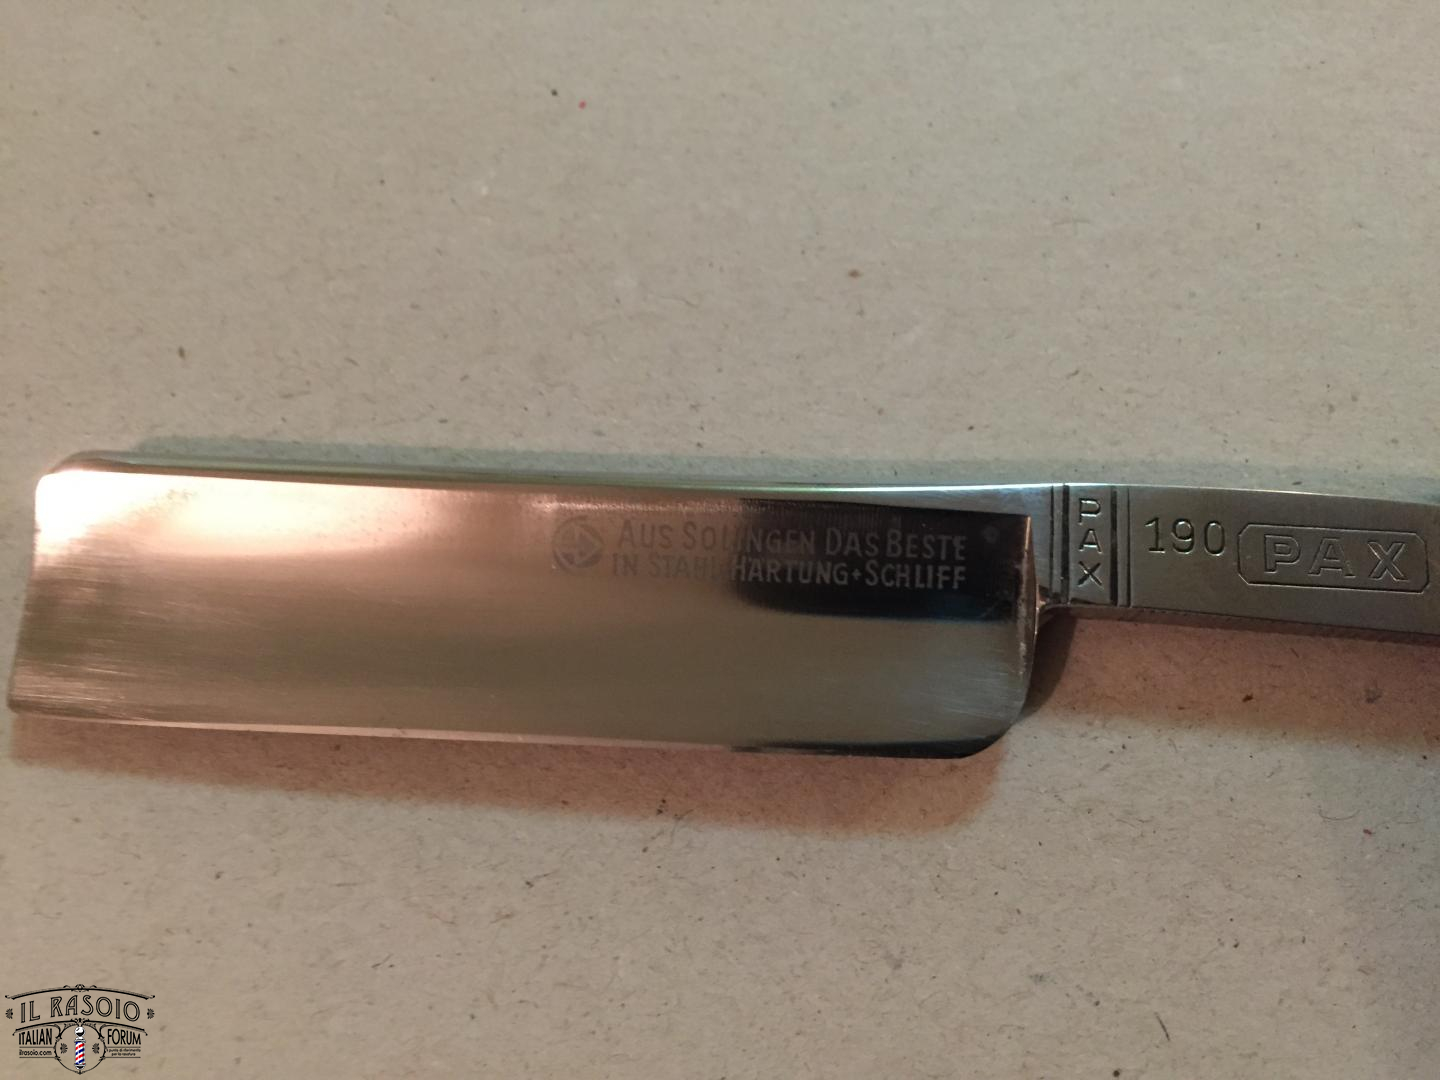 AUS SOLINGEN DAS BESTE
IN STAHL HÄRTUNG+SCHLIFF
PAX
190 PAX
IL RASOIO
ITALIAN FORUM
ilrasoio.com